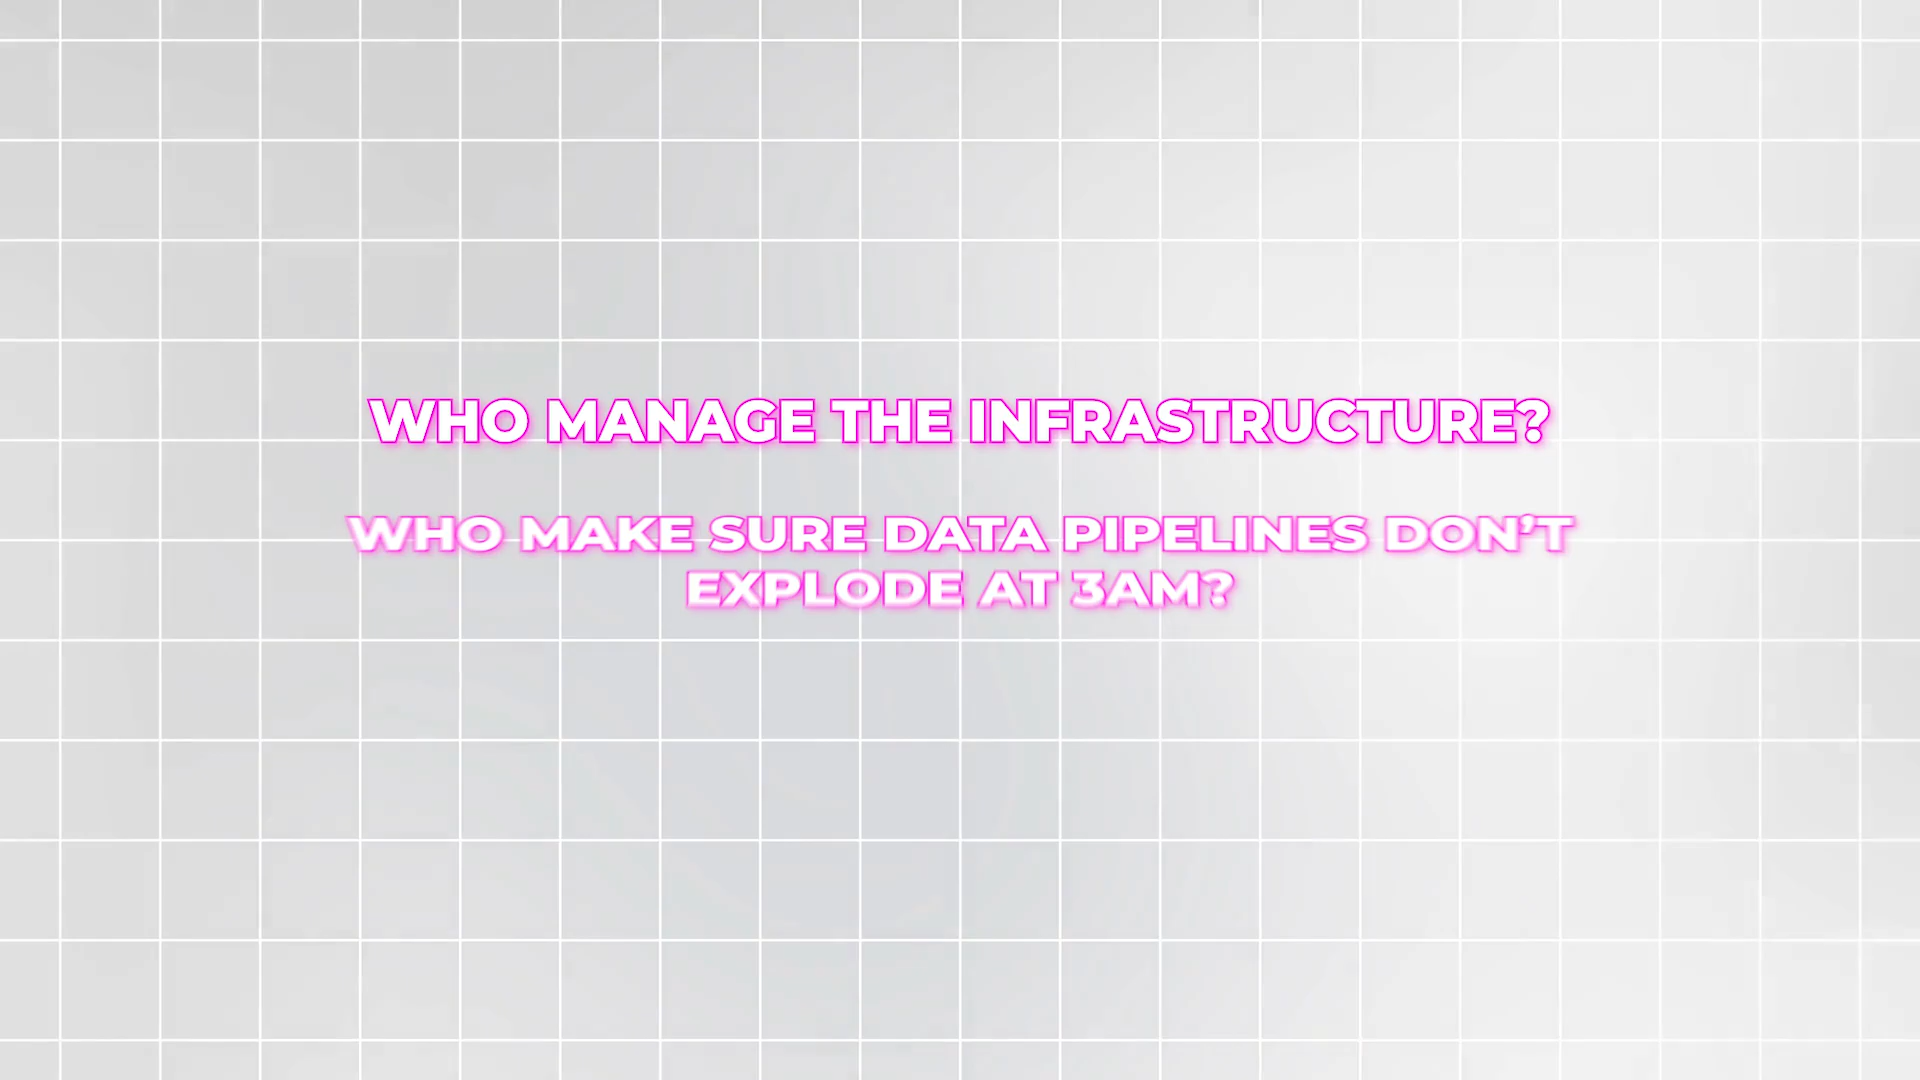 WHO MANAGE THE INFRASTRUCTURE?
WHO MAKE SURE DATA PIPELINES DON’T
EXPLODE AT 3AM?